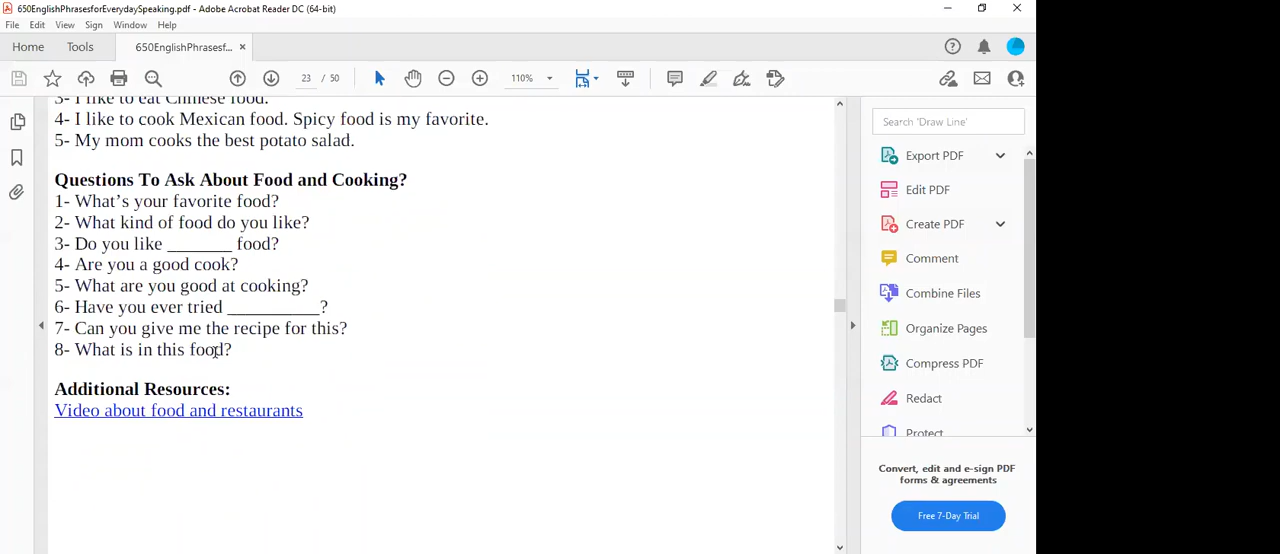 650EnglishPhrasesforEverydaySpeaking.pdf - Adobe Acrobat Reader DC (64-bit)
File Edit View Sign Window Help
Home Tools 650EnglishPhrasesf... ×
23 / 50 110%
3- I like to eat Chinese food.
4- I like to cook Mexican food. Spicy food is my favorite.
5- My mom cooks the best potato salad.
Questions To Ask About Food and Cooking?
1- What’s your favorite food?
2- What kind of food do you like?
3- Do you like _______ food?
4- Are you a good cook?
5- What are you good at cooking?
6- Have you ever tried __________?
7- Can you give me the recipe for this?
8- What is in this food?
Additional Resources:
Video about food and restaurants
Search 'Draw Line'
Export PDF
Edit PDF
Create PDF
Comment
Combine Files
Organize Pages
Compress PDF
Redact
Protect
Convert, edit and e-sign PDF
forms & agreements
Free 7-Day Trial